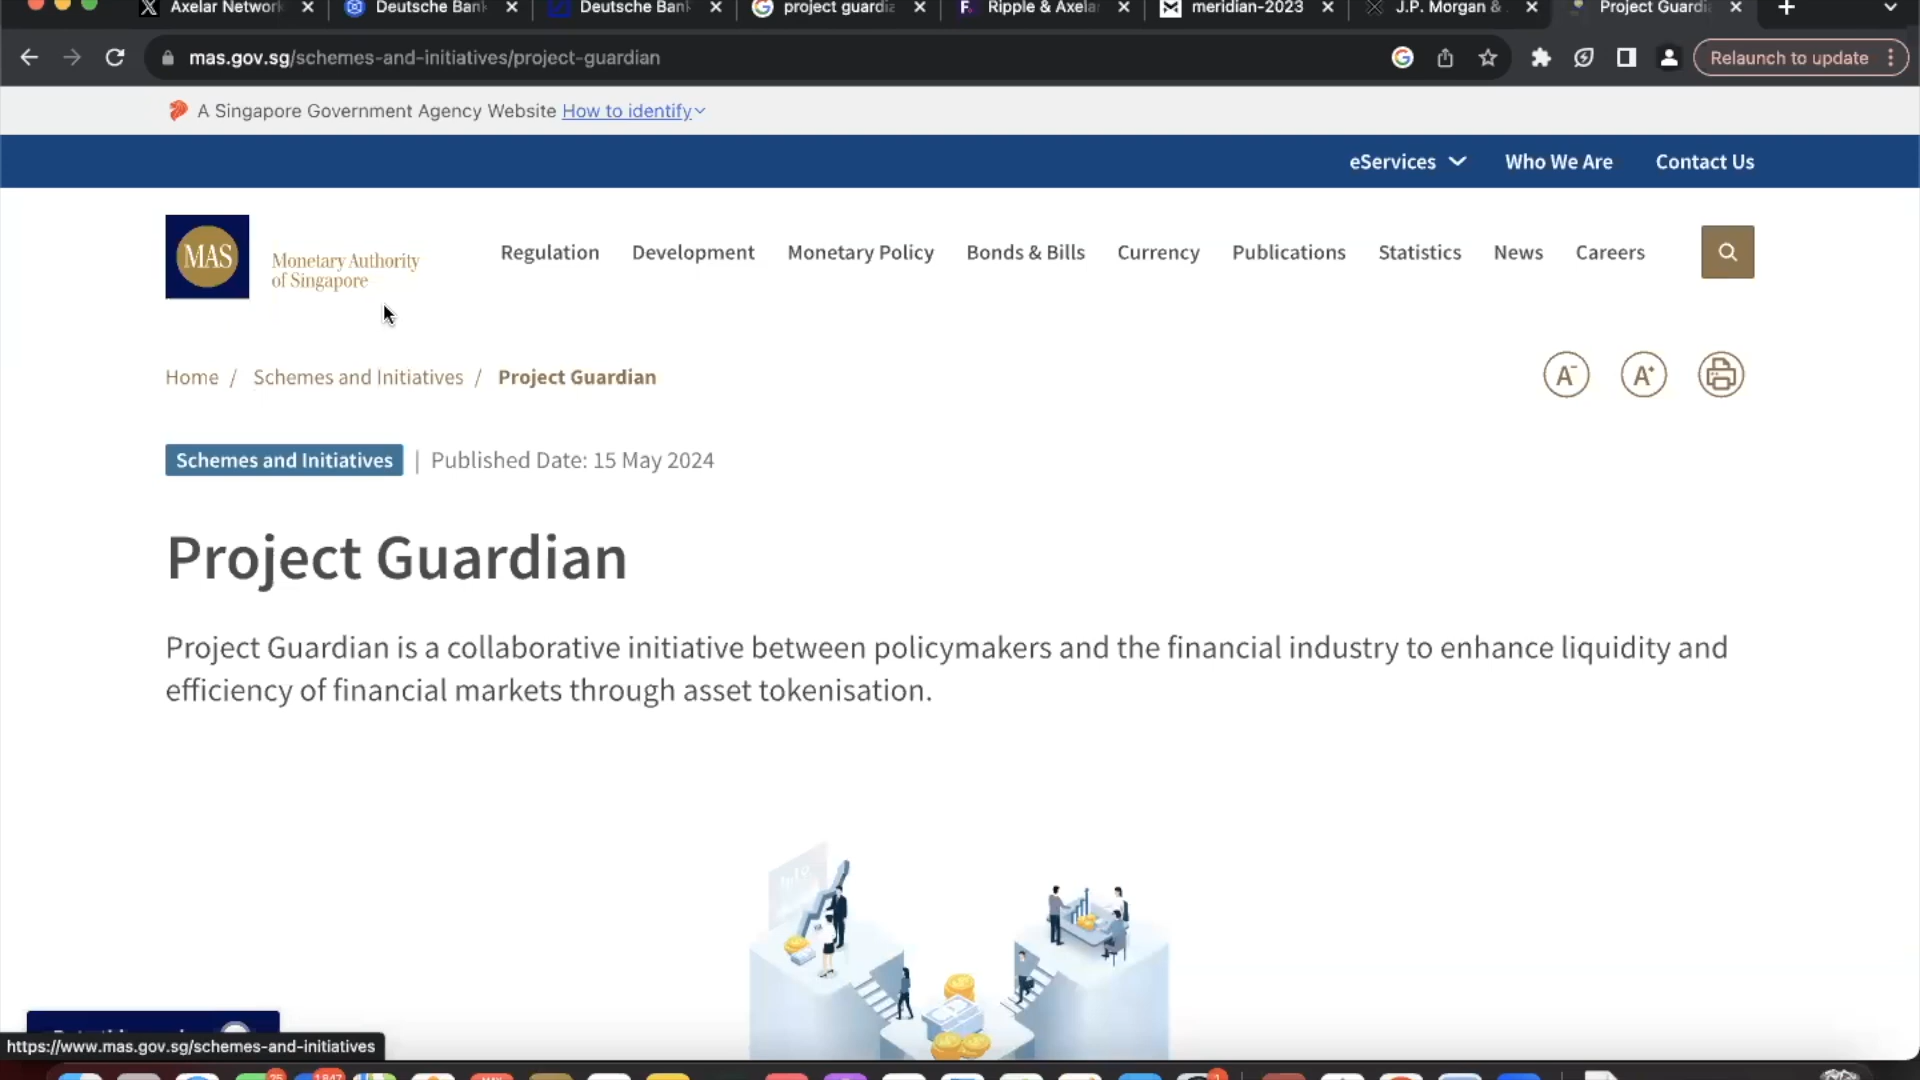 Axelar Network
Deutsche Bank
Deutsche Bank
project guardia
Ripple & Axelar
meridian-2023
J.P. Morgan &
Project Guardi
mas.gov.sg/schemes-and-initiatives/project-guardian
Relaunch to update
A Singapore Government Agency Website How to identify
eServices
Who We Are
Contact Us
MAS
Monetary Authority
of Singapore
Regulation
Development
Monetary Policy
Bonds & Bills
Currency
Publications
Statistics
News
Careers
Home / Schemes and Initiatives / Project Guardian
A-
A+
Schemes and Initiatives | Published Date: 15 May 2024
Project Guardian
Project Guardian is a collaborative initiative between policymakers and the financial industry to enhance liquidity and
efficiency of financial markets through asset tokenisation.
https://www.mas.gov.sg/schemes-and-initiatives
25
1,847
1